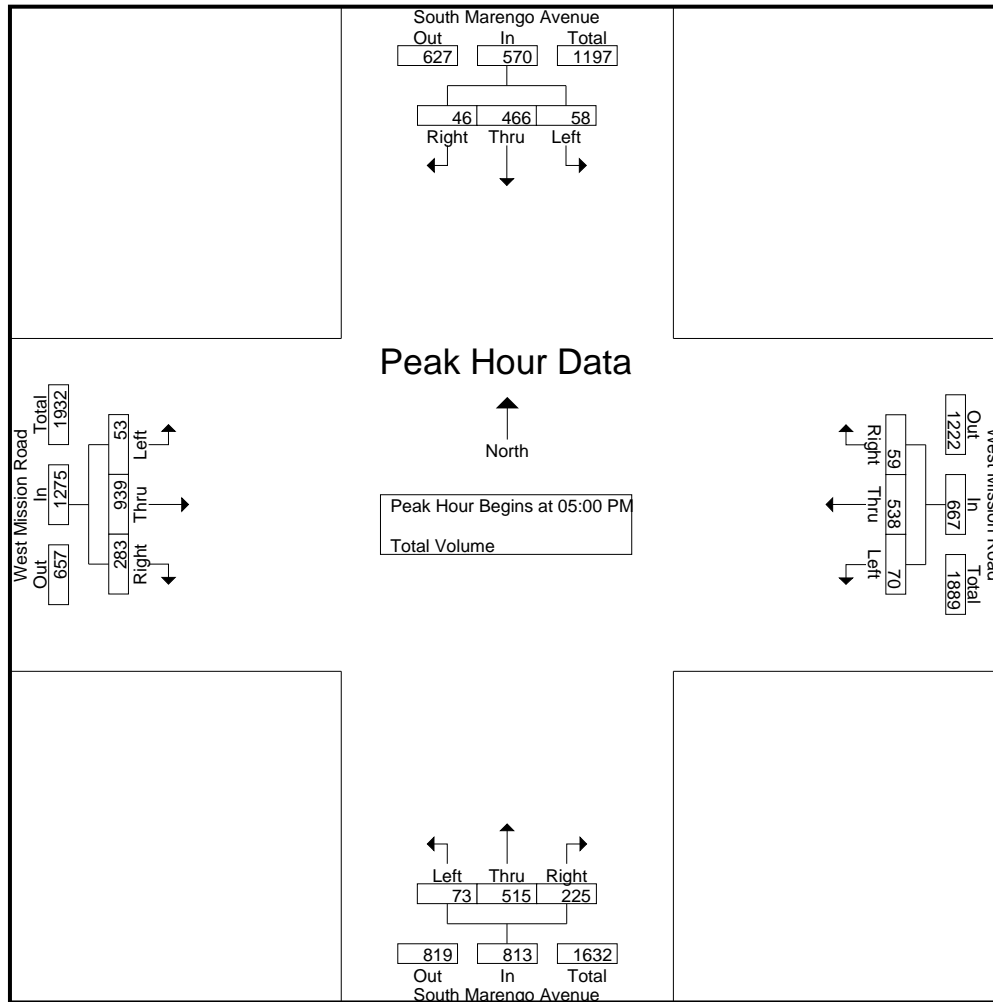 South Marengo Avenue
Out In Total
627 570 1197
46 466 58
Right Thru Left
Peak Hour Data
North
Peak Hour Begins at 05:00 PM
Total Volume
West Mission Road
Total In Out
1932 1275 657
53 939 283
Left Thru Right
Right Thru Left
59 538 70
1222 667 1889
Out In Total
West Mission Road
Left Thru Right
73 515 225
819 813 1632
Out In Total
South Marengo Avenue